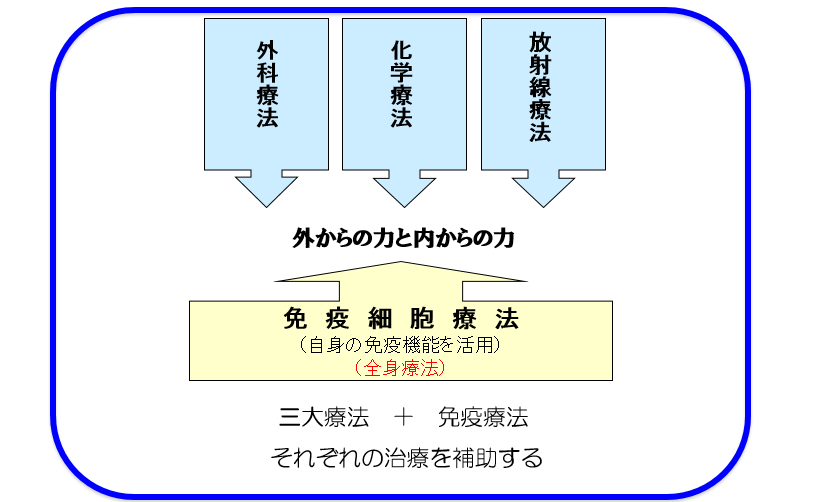 外科療法
化学療法
放射線療法
外からの力と内からの力
免疫細胞療法
（自身の免疫機能を活用）
（全身療法）
三大療法　＋　免疫療法
それぞれの治療を補助する